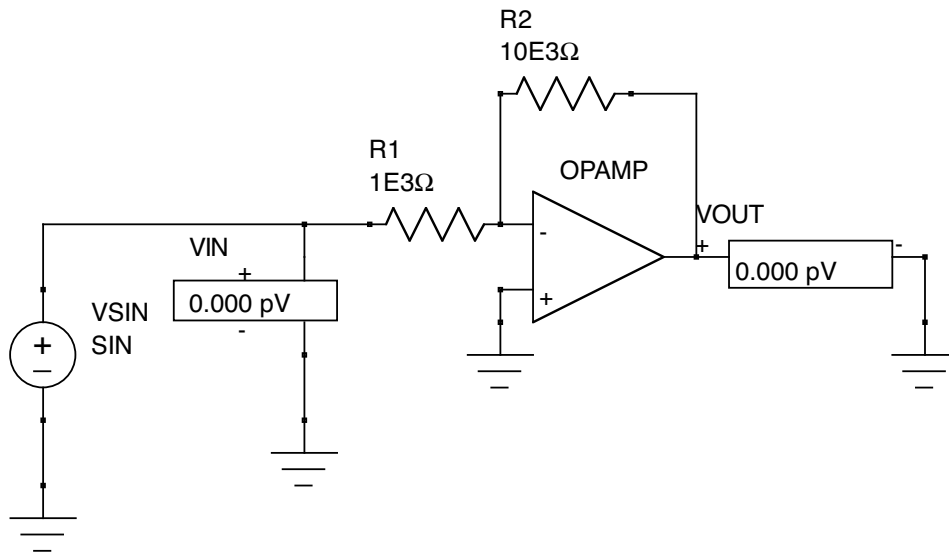 R2
10E3Ω
R1
1E3Ω
OPAMP
-
+
VOUT
+
-
0.000 pV
VIN
+
0.000 pV
-
VSIN
SIN
+
–